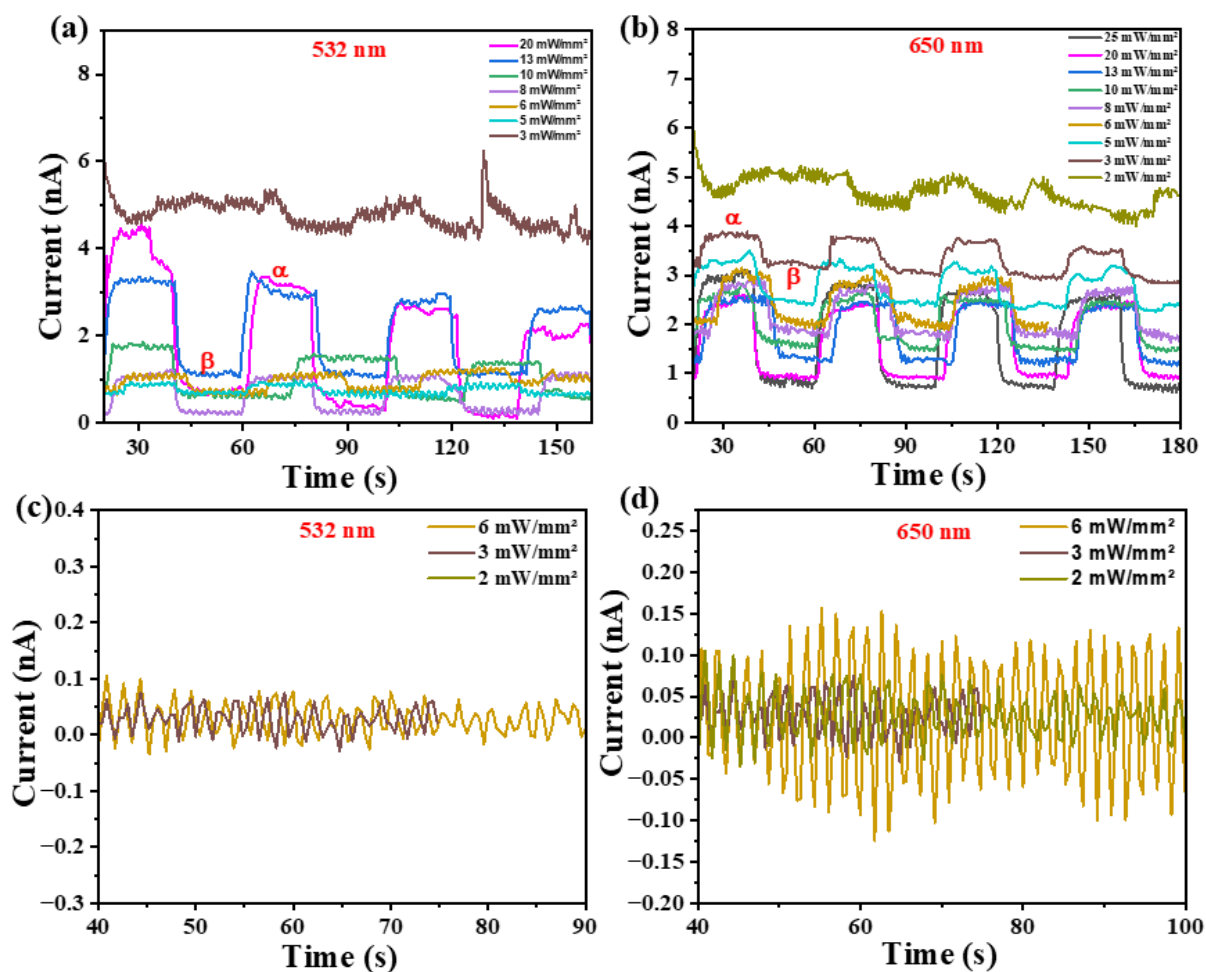 (a)
532 nm
20 mW/mm²
13 mW/mm²
10 mW/mm²
8 mW/mm²
6 mW/mm²
5 mW/mm²
3 mW/mm²
α
β
8
6
4
2
0
Current (nA)
30 60 90 120 150
Time (s)
(b)
650 nm
25 mW/mm²
20 mW/mm²
13 mW/mm²
10 mW/mm²
8 mW/mm²
6 mW/mm²
5 mW/mm²
3 mW/mm²
2 mW/mm²
α
β
8
7
6
5
4
3
2
1
0
Current (nA)
30 60 90 120 150 180
Time (s)
(c)
532 nm
6 mW/mm²
3 mW/mm²
2 mW/mm²
0.4
0.3
0.2
0.1
0.0
−0.1
−0.2
−0.3
Current (nA)
40 50 60 70 80 90
Time (s)
(d)
650 nm
6 mW/mm²
3 mW/mm²
2 mW/mm²
0.25
0.20
0.15
0.10
0.05
0.00
−0.05
−0.10
−0.15
−0.20
Current (nA)
40 60 80 100
Time (s)